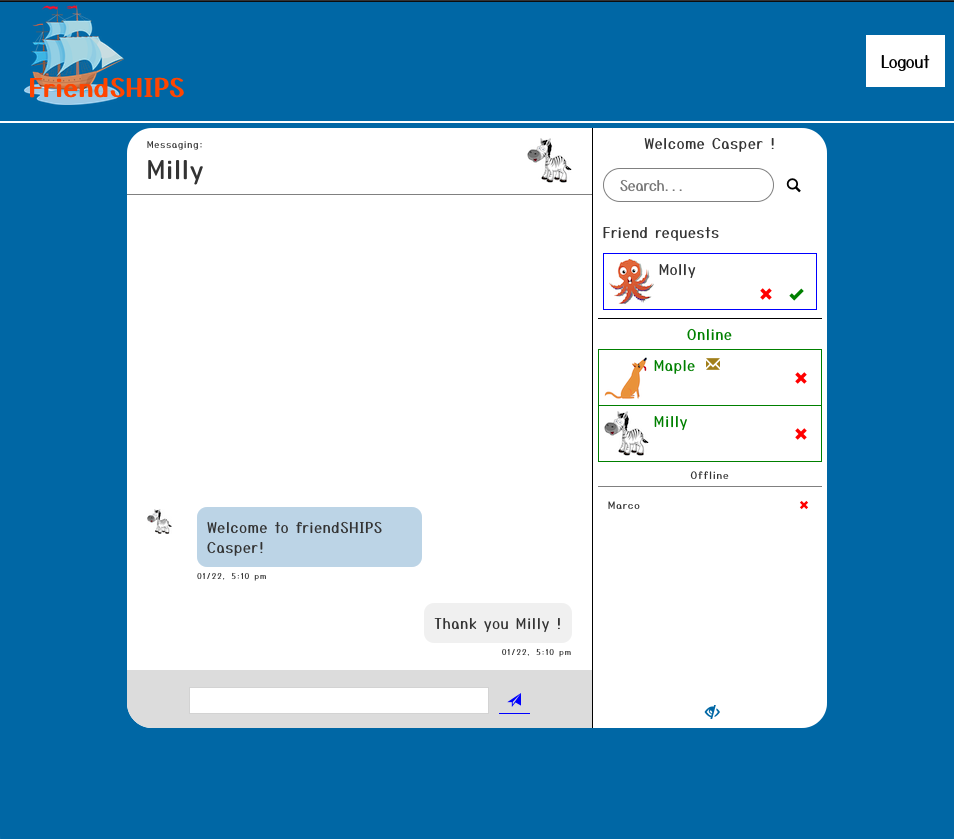 FriendSHIPS
Logout
Messaging:
Milly
Welcome to friendSHIPS
Casper!
01/22, 5:10 pm
Thank you Milly !
01/22, 5:10 pm
Welcome Casper !
Search...
Friend requests
Molly
Online
Maple
Milly
Offline
Marco